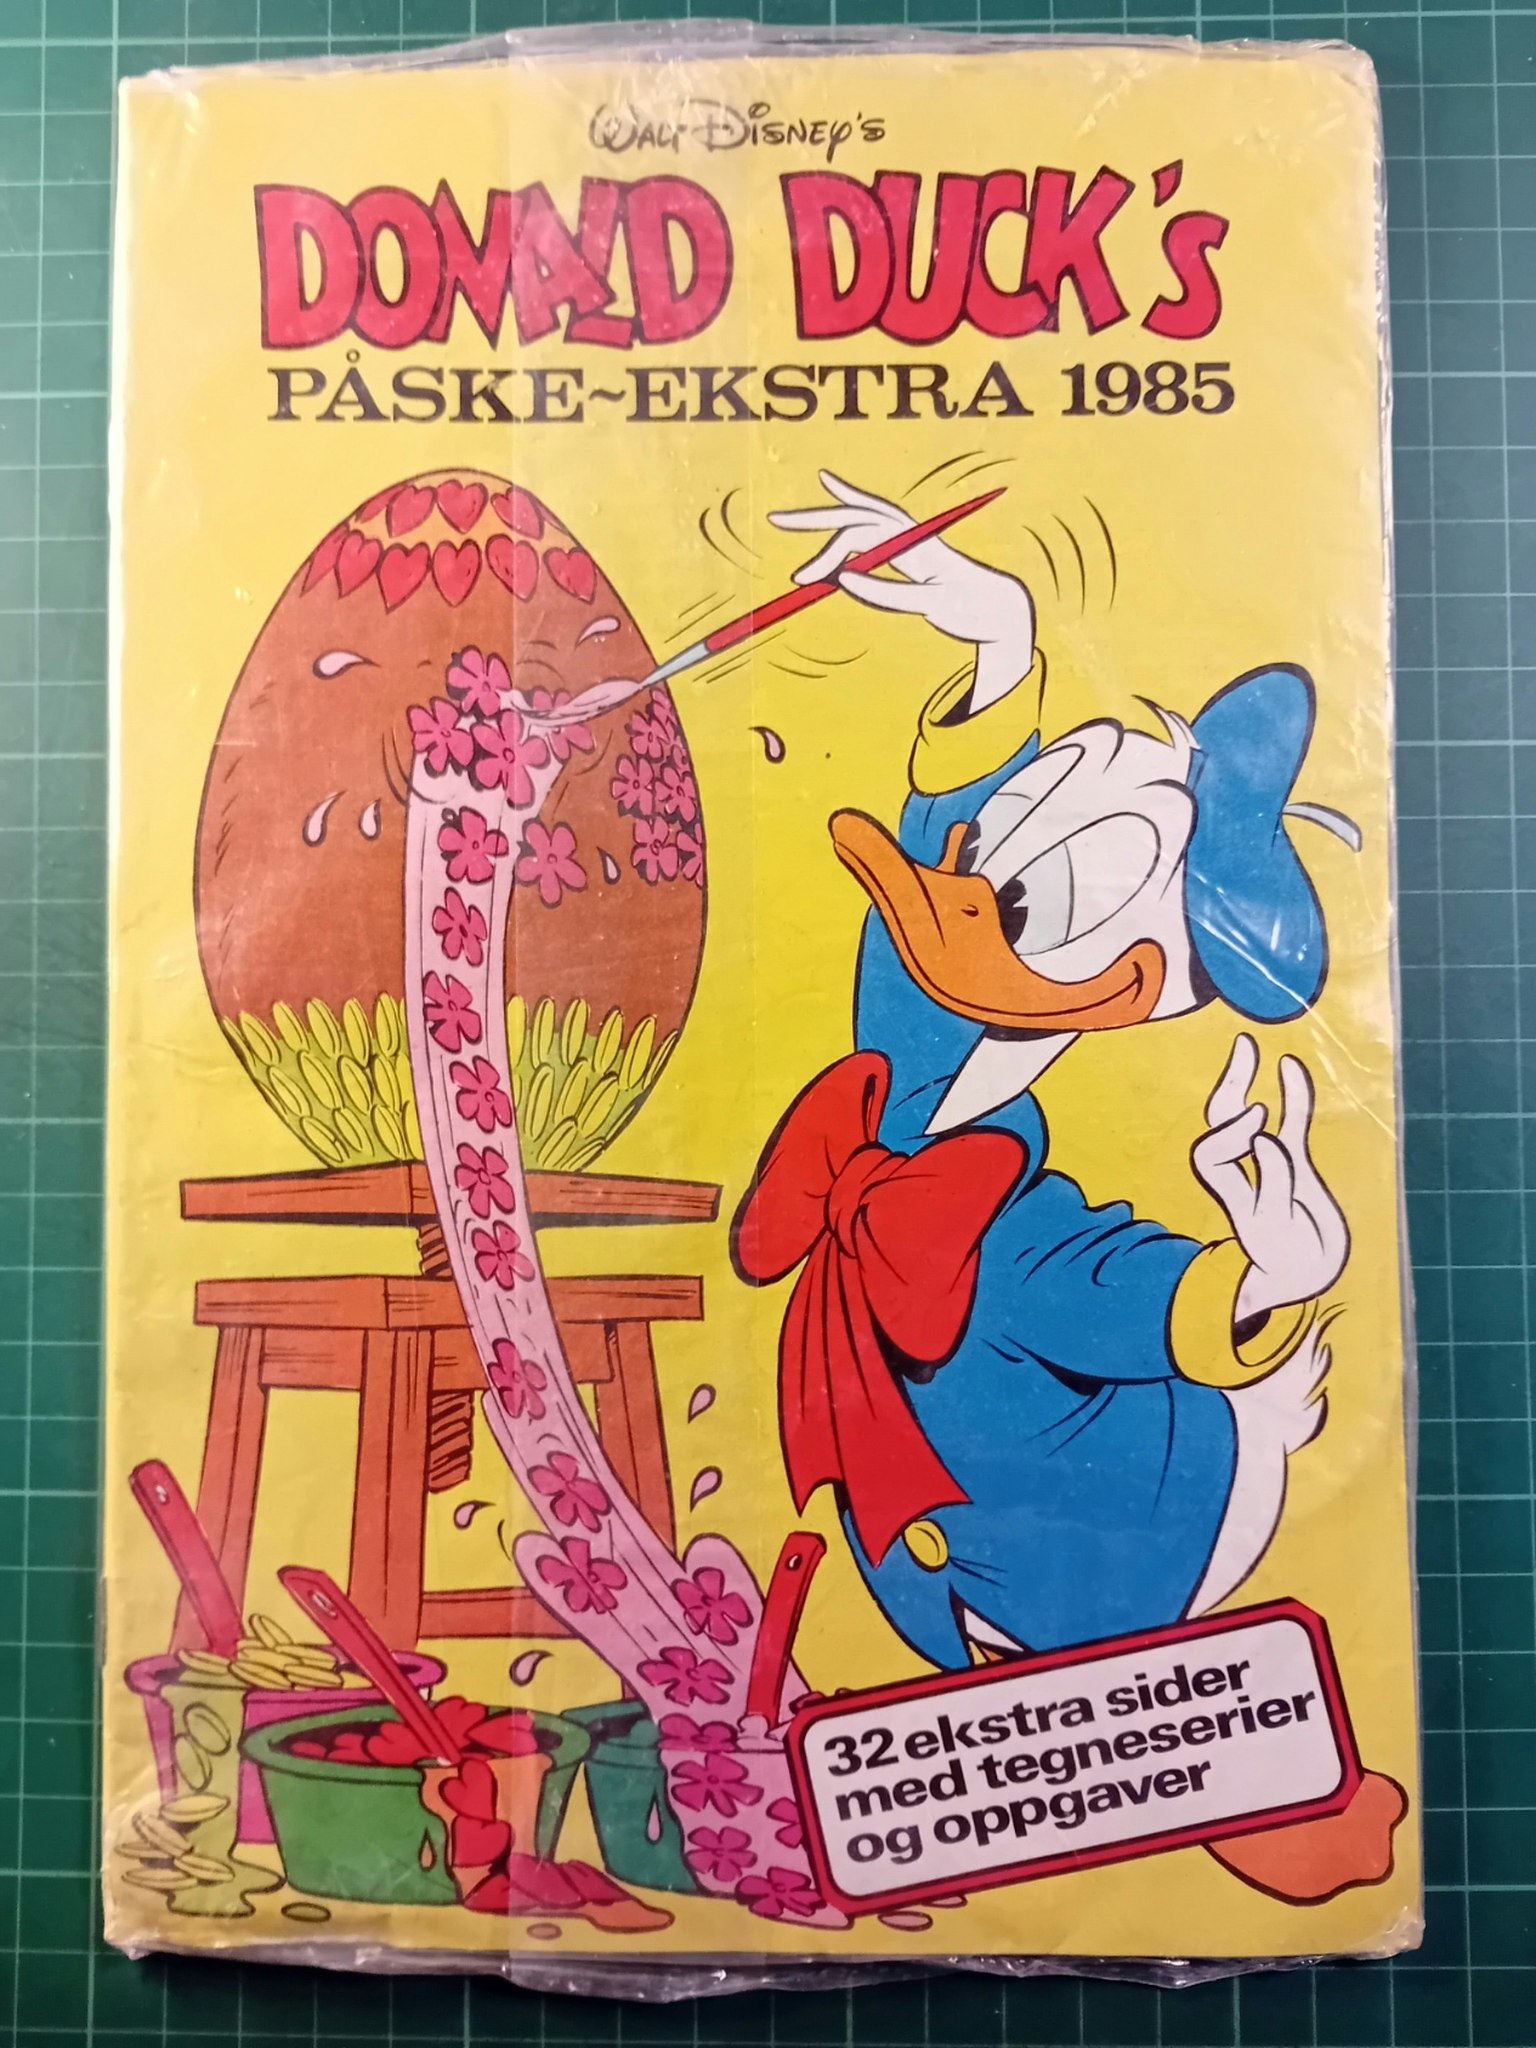 WALT DISNEY'S
DONALD DUCK's
PÅSKE~EKSTRA 1985
32 ekstra sider
med tegneserier
og oppgaver